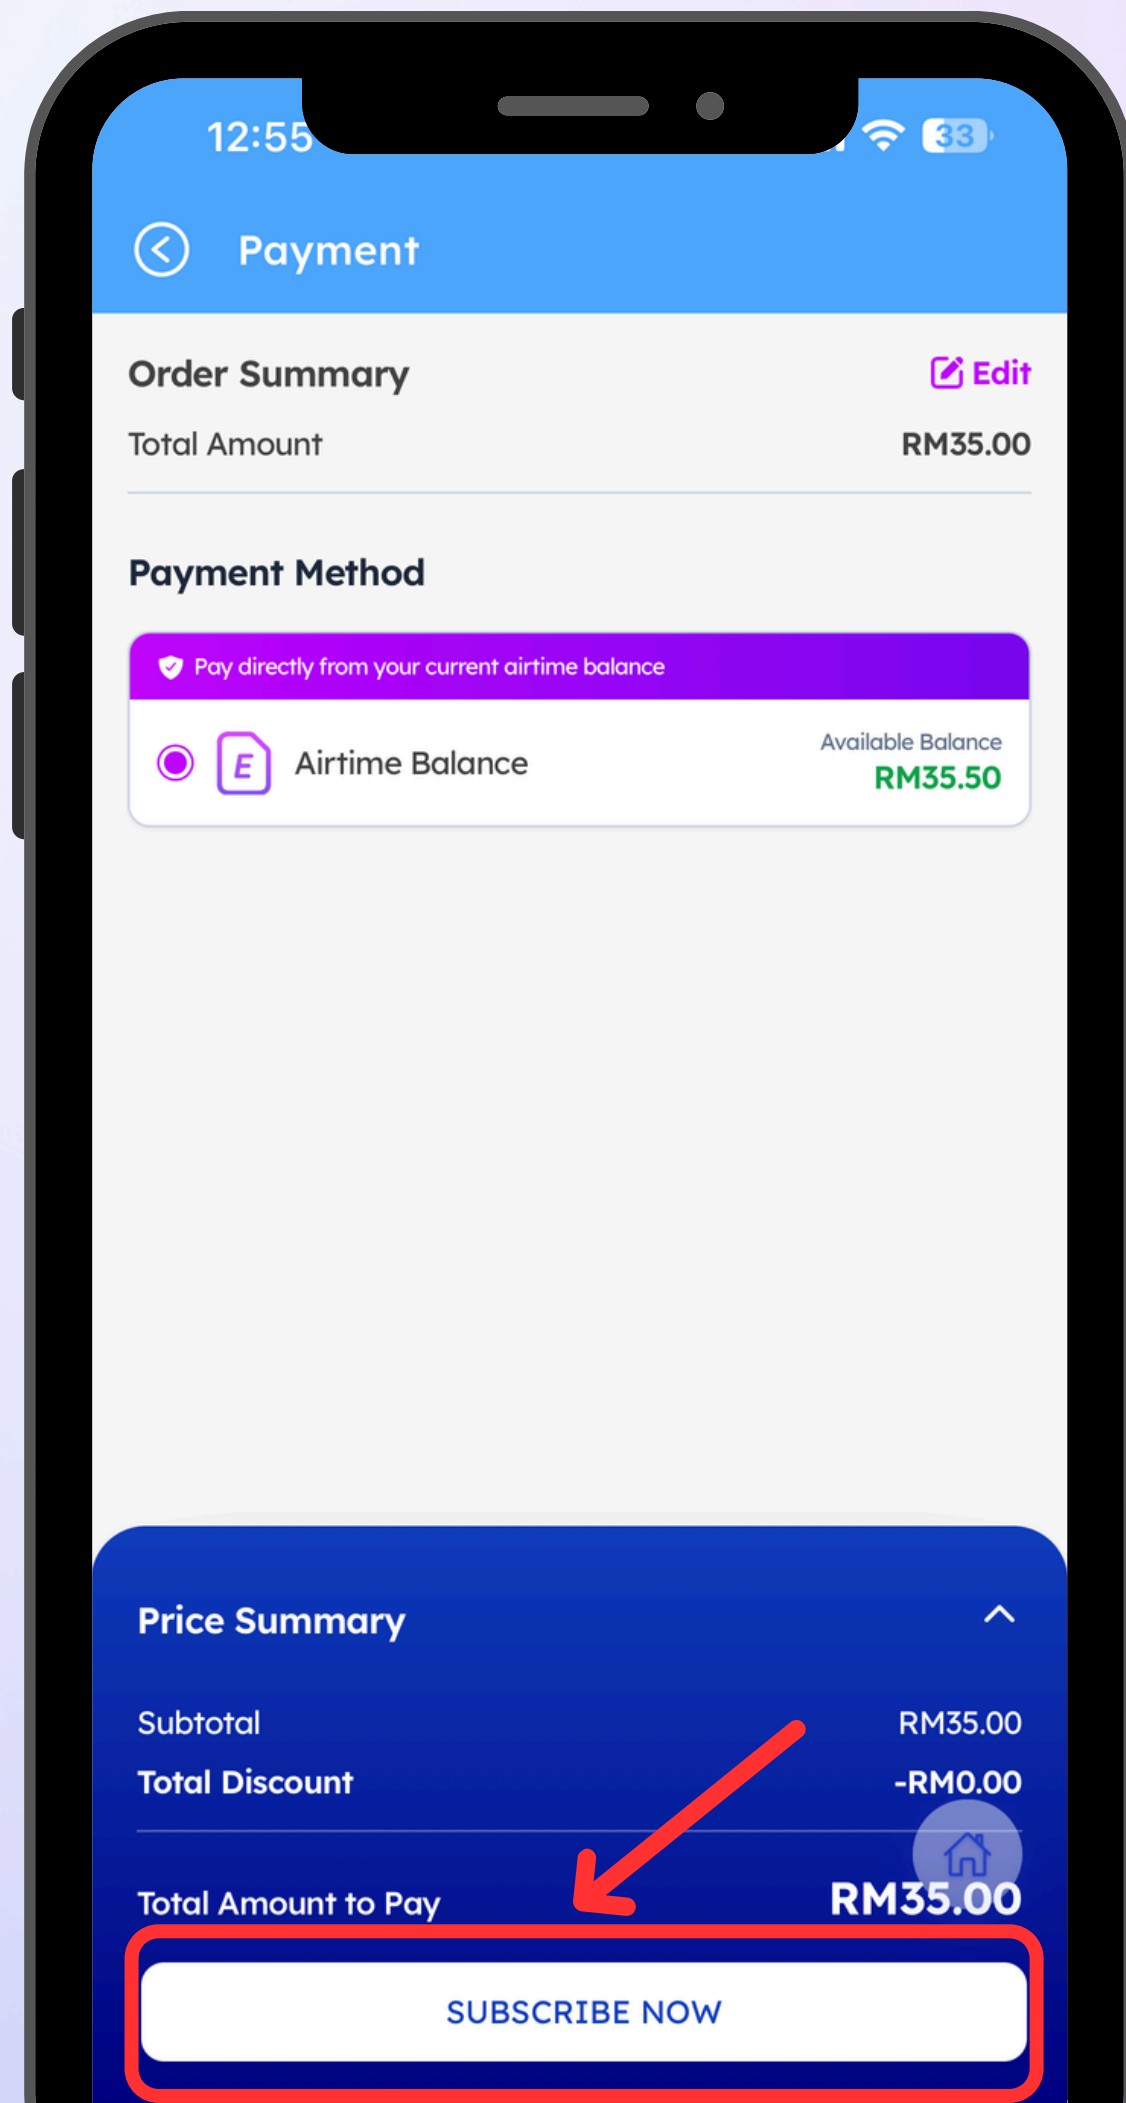 12:55
33
Payment
Order Summary
Edit
Total Amount
RM35.00
Payment Method
Pay directly from your current airtime balance
E
Airtime Balance
Available Balance
RM35.50
Price Summary
Subtotal
RM35.00
Total Discount
-RM0.00
Total Amount to Pay
RM35.00
SUBSCRIBE NOW